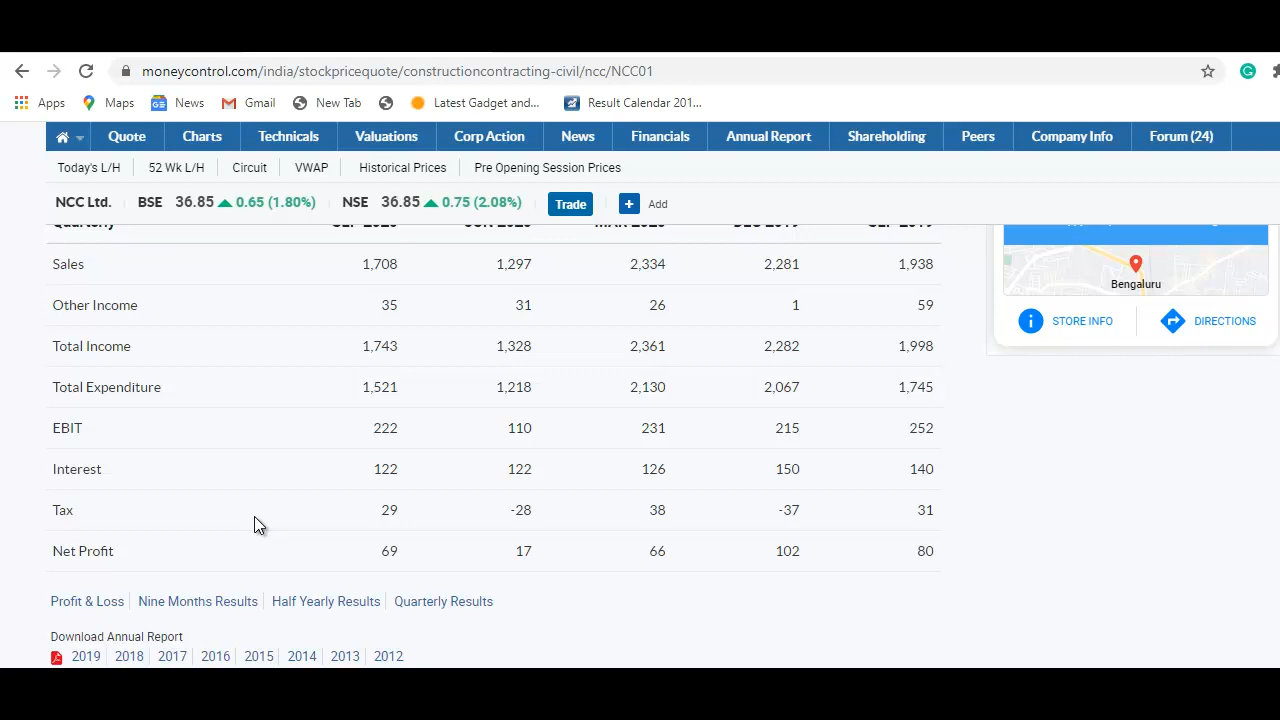 moneycontrol.com/india/stockpricequote/constructioncontracting-civil/ncc/NCC01
Apps Maps News Gmail New Tab Latest Gadget and... Result Calendar 201...
Quote Charts Technicals Valuations Corp Action News Financials Annual Report Shareholding Peers Company Info Forum (24)
Today's L/H 52 Wk L/H Circuit VWAP Historical Prices Pre Opening Session Prices
NCC Ltd. BSE 36.85 0.65 (1.80%) NSE 36.85 0.75 (2.08%) Trade + Add
Sales 1,708 1,297 2,334 2,281 1,938
Other Income 35 31 26 1 59
Total Income 1,743 1,328 2,361 2,282 1,998
Total Expenditure 1,521 1,218 2,130 2,067 1,745
EBIT 222 110 231 215 252
Interest 122 122 126 150 140
Tax 29 -28 38 -37 31
Net Profit 69 17 66 102 80
Bengaluru
STORE INFO DIRECTIONS
Profit & Loss Nine Months Results Half Yearly Results Quarterly Results
Download Annual Report
2019 2018 2017 2016 2015 2014 2013 2012